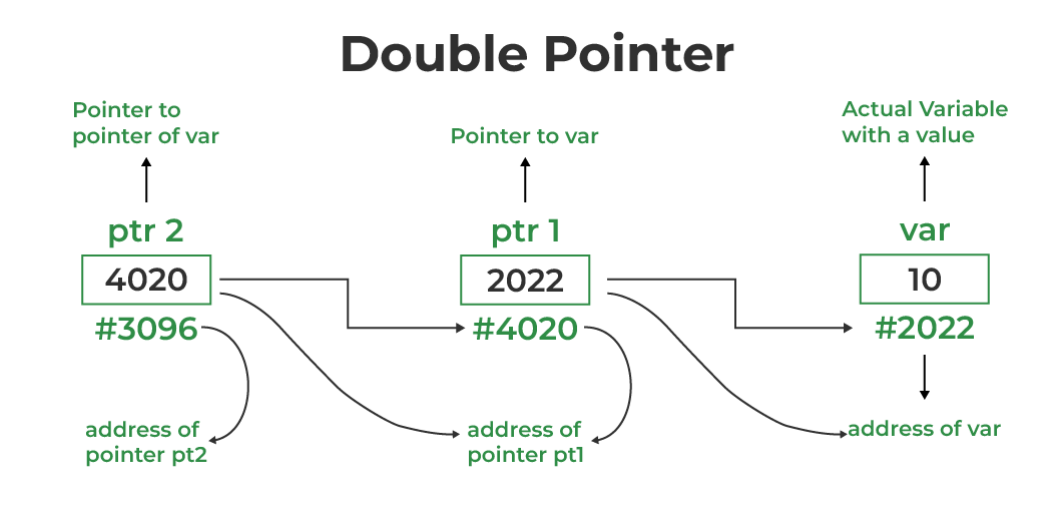 Double Pointer
Pointer to
pointer of var
Pointer to var
Actual Variable
with a value
ptr 2
ptr 1
var
4020
2022
10
#3096
#4020
#2022
address of
pointer pt2
address of
pointer pt1
address of var